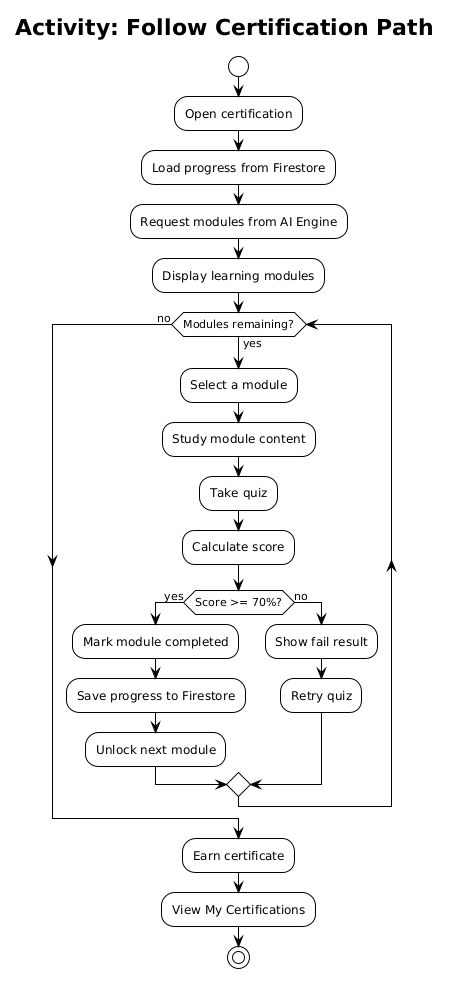 Activity: Follow Certification Path
Open certification
Load progress from Firestore
Request modules from AI Engine
Display learning modules
no
Modules remaining?
yes
Select a module
Study module content
Take quiz
Calculate score
yes
Score >= 70%?
no
Mark module completed
Show fail result
Save progress to Firestore
Retry quiz
Unlock next module
Earn certificate
View My Certifications